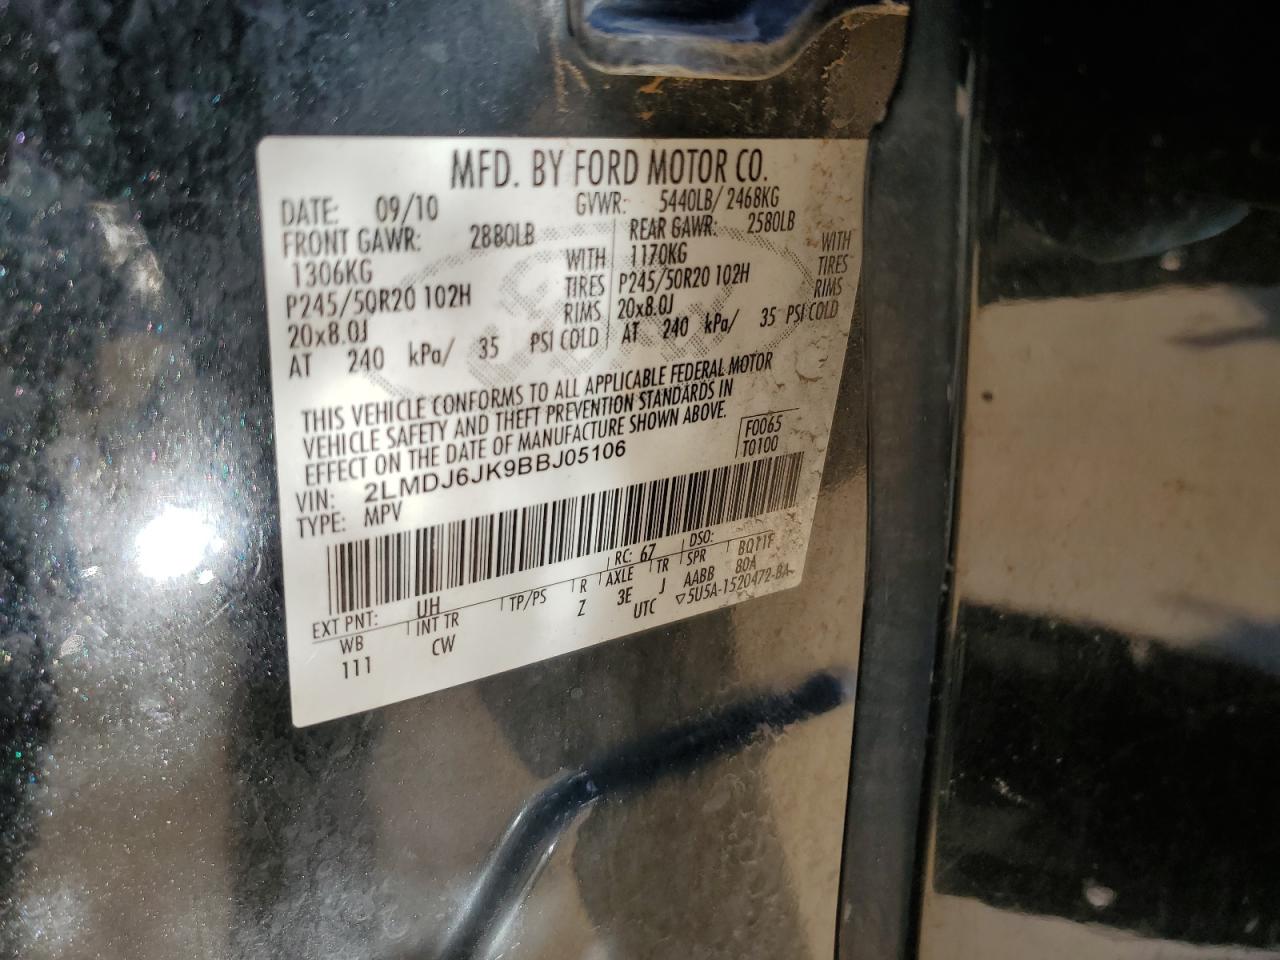 MFD. BY FORD MOTOR CO.
DATE: 09/10 GVWR: 5440LB/ 2468KG
FRONT GAWR: 2880LB REAR GAWR: 2580LB
1306KG WITH 1170KG WITH
P245/50R20 102H TIRES P245/50R20 102H TIRES
20x8.0J RIMS 20x8.0J RIMS
AT 240 kPa/ 35 PSI COLD AT 240 kPa/ 35 PSI COLD
THIS VEHICLE CONFORMS TO ALL APPLICABLE FEDERAL MOTOR
VEHICLE SAFETY AND THEFT PREVENTION STANDARDS IN
EFFECT ON THE DATE OF MANUFACTURE SHOWN ABOVE.
VIN: 2LMDJ6JK9BBJ05106 F0065
TYPE: MPV T0100
EXT PNT: UH RC: 67 DSO:
WB INT TR TP/PS R AXLE TR SPR BQ11F
111 CW Z 3E J AABB 80A
UTC ▽5U5A-1520472-BA